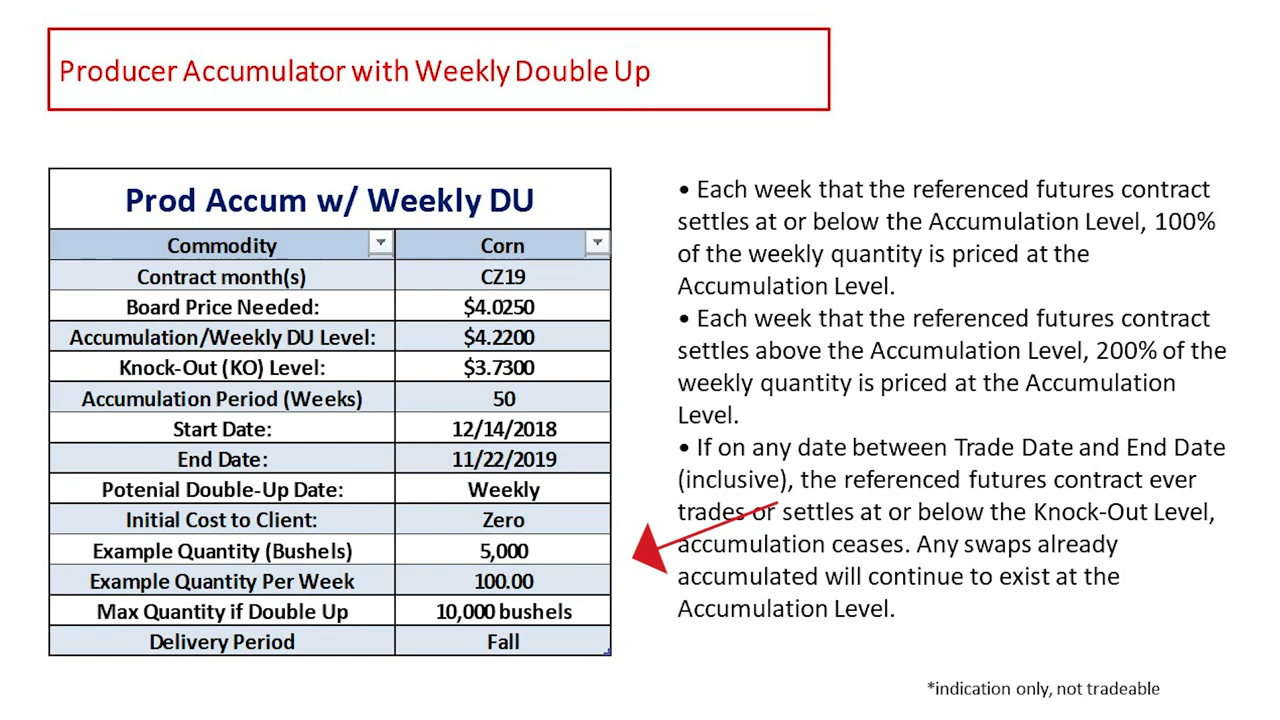 Producer Accumulator with Weekly Double Up
Prod Accum w/ Weekly DU
Commodity Corn
Contract month(s) CZ19
Board Price Needed: $4.0250
Accumulation/Weekly DU Level: $4.2200
Knock-Out (KO) Level: $3.7300
Accumulation Period (Weeks) 50
Start Date: 12/14/2018
End Date: 11/22/2019
Potenial Double-Up Date: Weekly
Initial Cost to Client: Zero
Example Quantity (Bushels) 5,000
Example Quantity Per Week 100.00
Max Quantity if Double Up 10,000 bushels
Delivery Period Fall
• Each week that the referenced futures contract
settles at or below the Accumulation Level, 100%
of the weekly quantity is priced at the
Accumulation Level.
• Each week that the referenced futures contract
settles above the Accumulation Level, 200% of the
weekly quantity is priced at the Accumulation
Level.
• If on any date between Trade Date and End Date
(inclusive), the referenced futures contract ever
trades or settles at or below the Knock-Out Level,
accumulation ceases. Any swaps already
accumulated will continue to exist at the
Accumulation Level.
*indication only, not tradeable